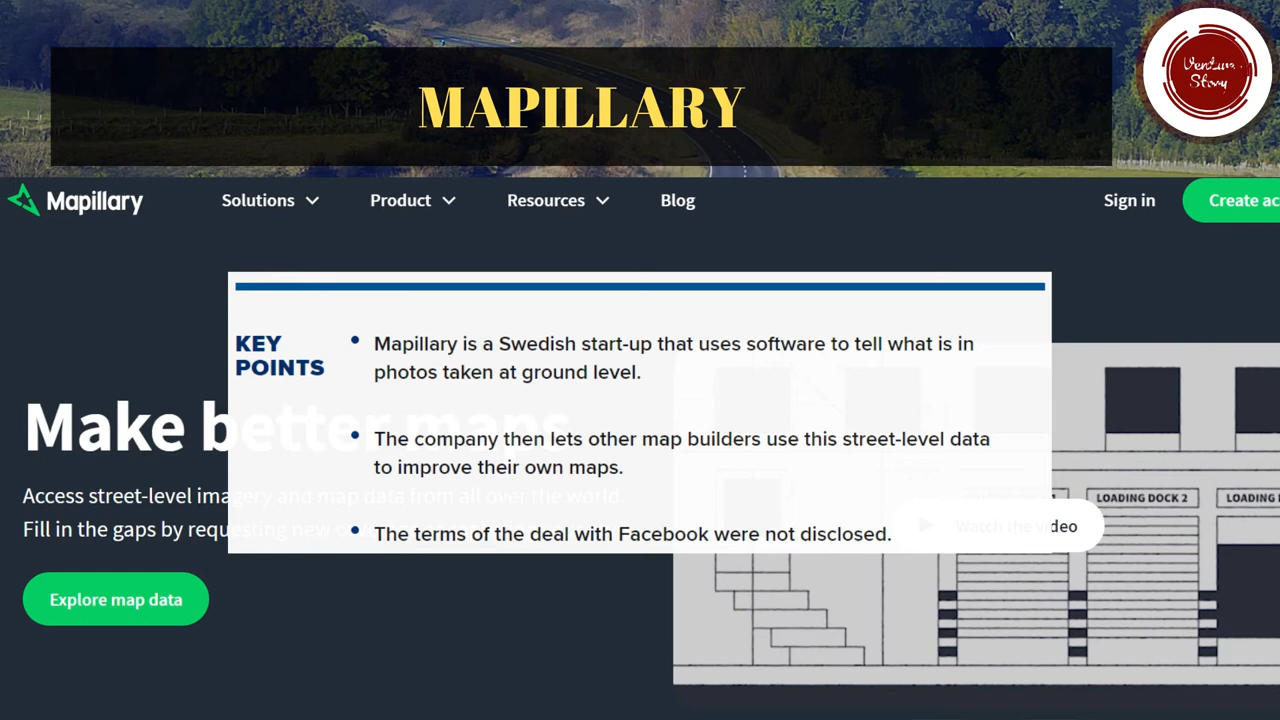 MAPILLARY
Venture
Story
Mapillary
Solutions Product Resources Blog Sign in Create ac
KEY
POINTS
• Mapillary is a Swedish start-up that uses software to tell what is in
photos taken at ground level.
• The company then lets other map builders use this street-level data
to improve their own maps.
• The terms of the deal with Facebook were not disclosed.
Make better maps
Access street-level imagery and map data from all over the world.
Fill in the gaps by requesting new
Explore map data
Watch the video
LOADING DOCK 2
LOADING